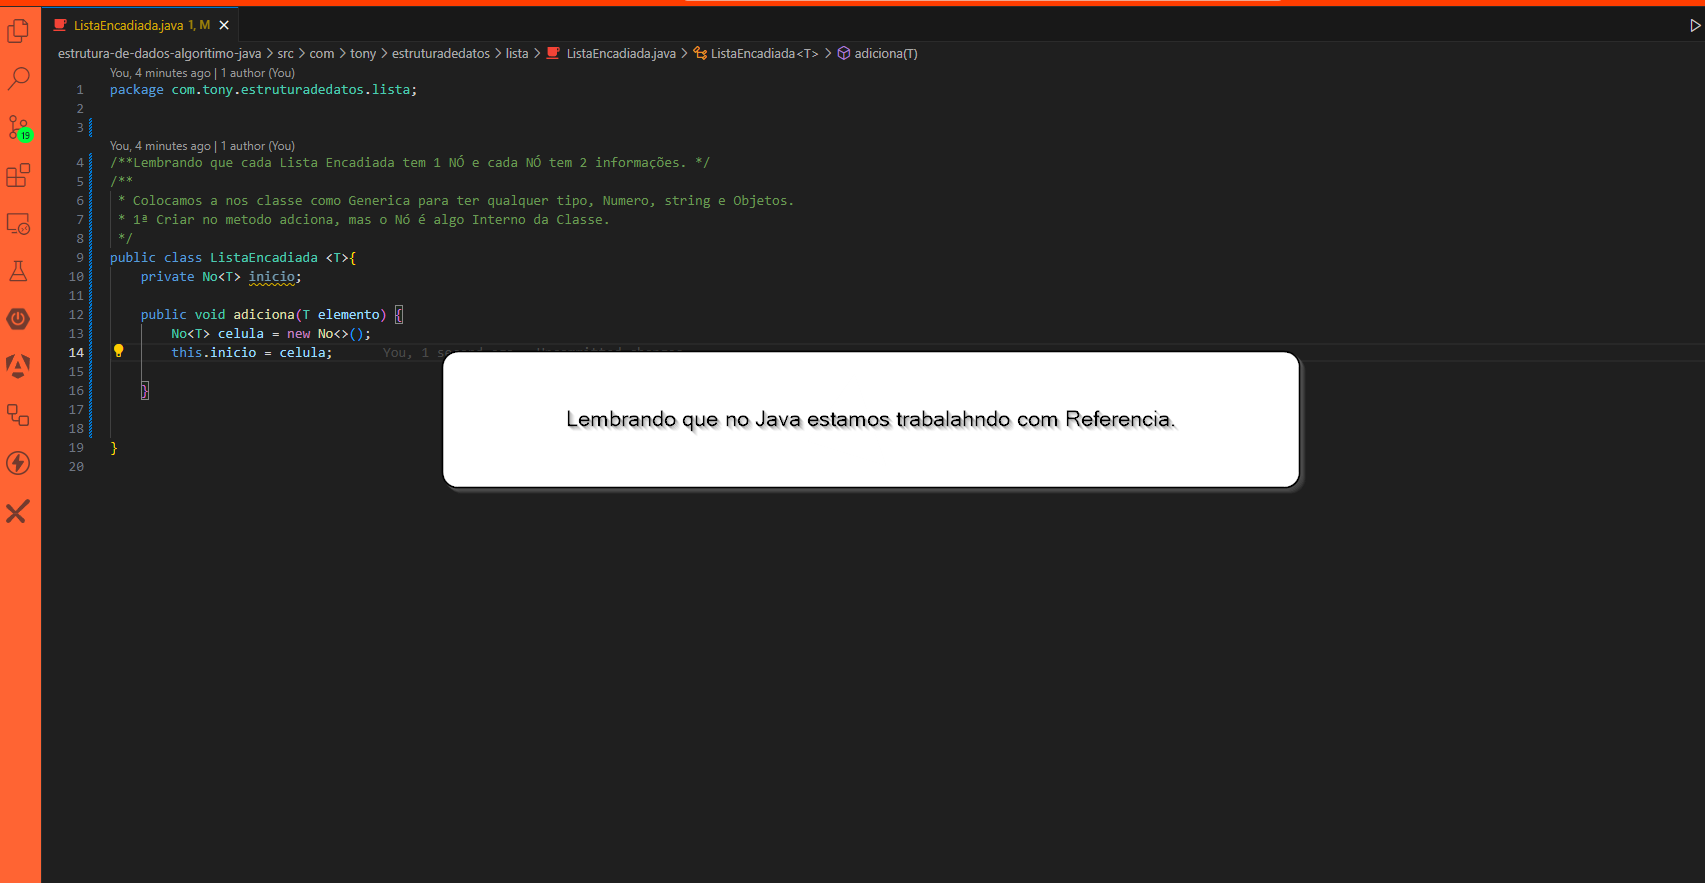 ListaEncadiada.java 1, M
estrutura-de-dados-algoritimo-java > src > com > tony > estruturadedatos > lista > ListaEncadiada.java > ListaEncadiada<T> > adiciona(T)
You, 4 minutes ago | 1 author (You)
1 package com.tony.estruturadedatos.lista;
2
3
You, 4 minutes ago | 1 author (You)
4 /**Lembrando que cada Lista Encadiada tem 1 NÓ e cada NÓ tem 2 informações. */
5 /**
6 * Colocamos a nos classe como Generica para ter qualquer tipo, Numero, string e Objetos.
7 * 1ª Criar no metodo adciona, mas o Nó é algo Interno da Classe.
8 */
9 public class ListaEncadiada <T>{
10 private No<T> inicio;
11
12 public void adiciona(T elemento) {
13 No<T> celula = new No<>();
14 this.inicio = celula; You, 1
15
16 }
17
18
19 }
20
19
Lembrando que no Java estamos trabalahndo com Referencia.